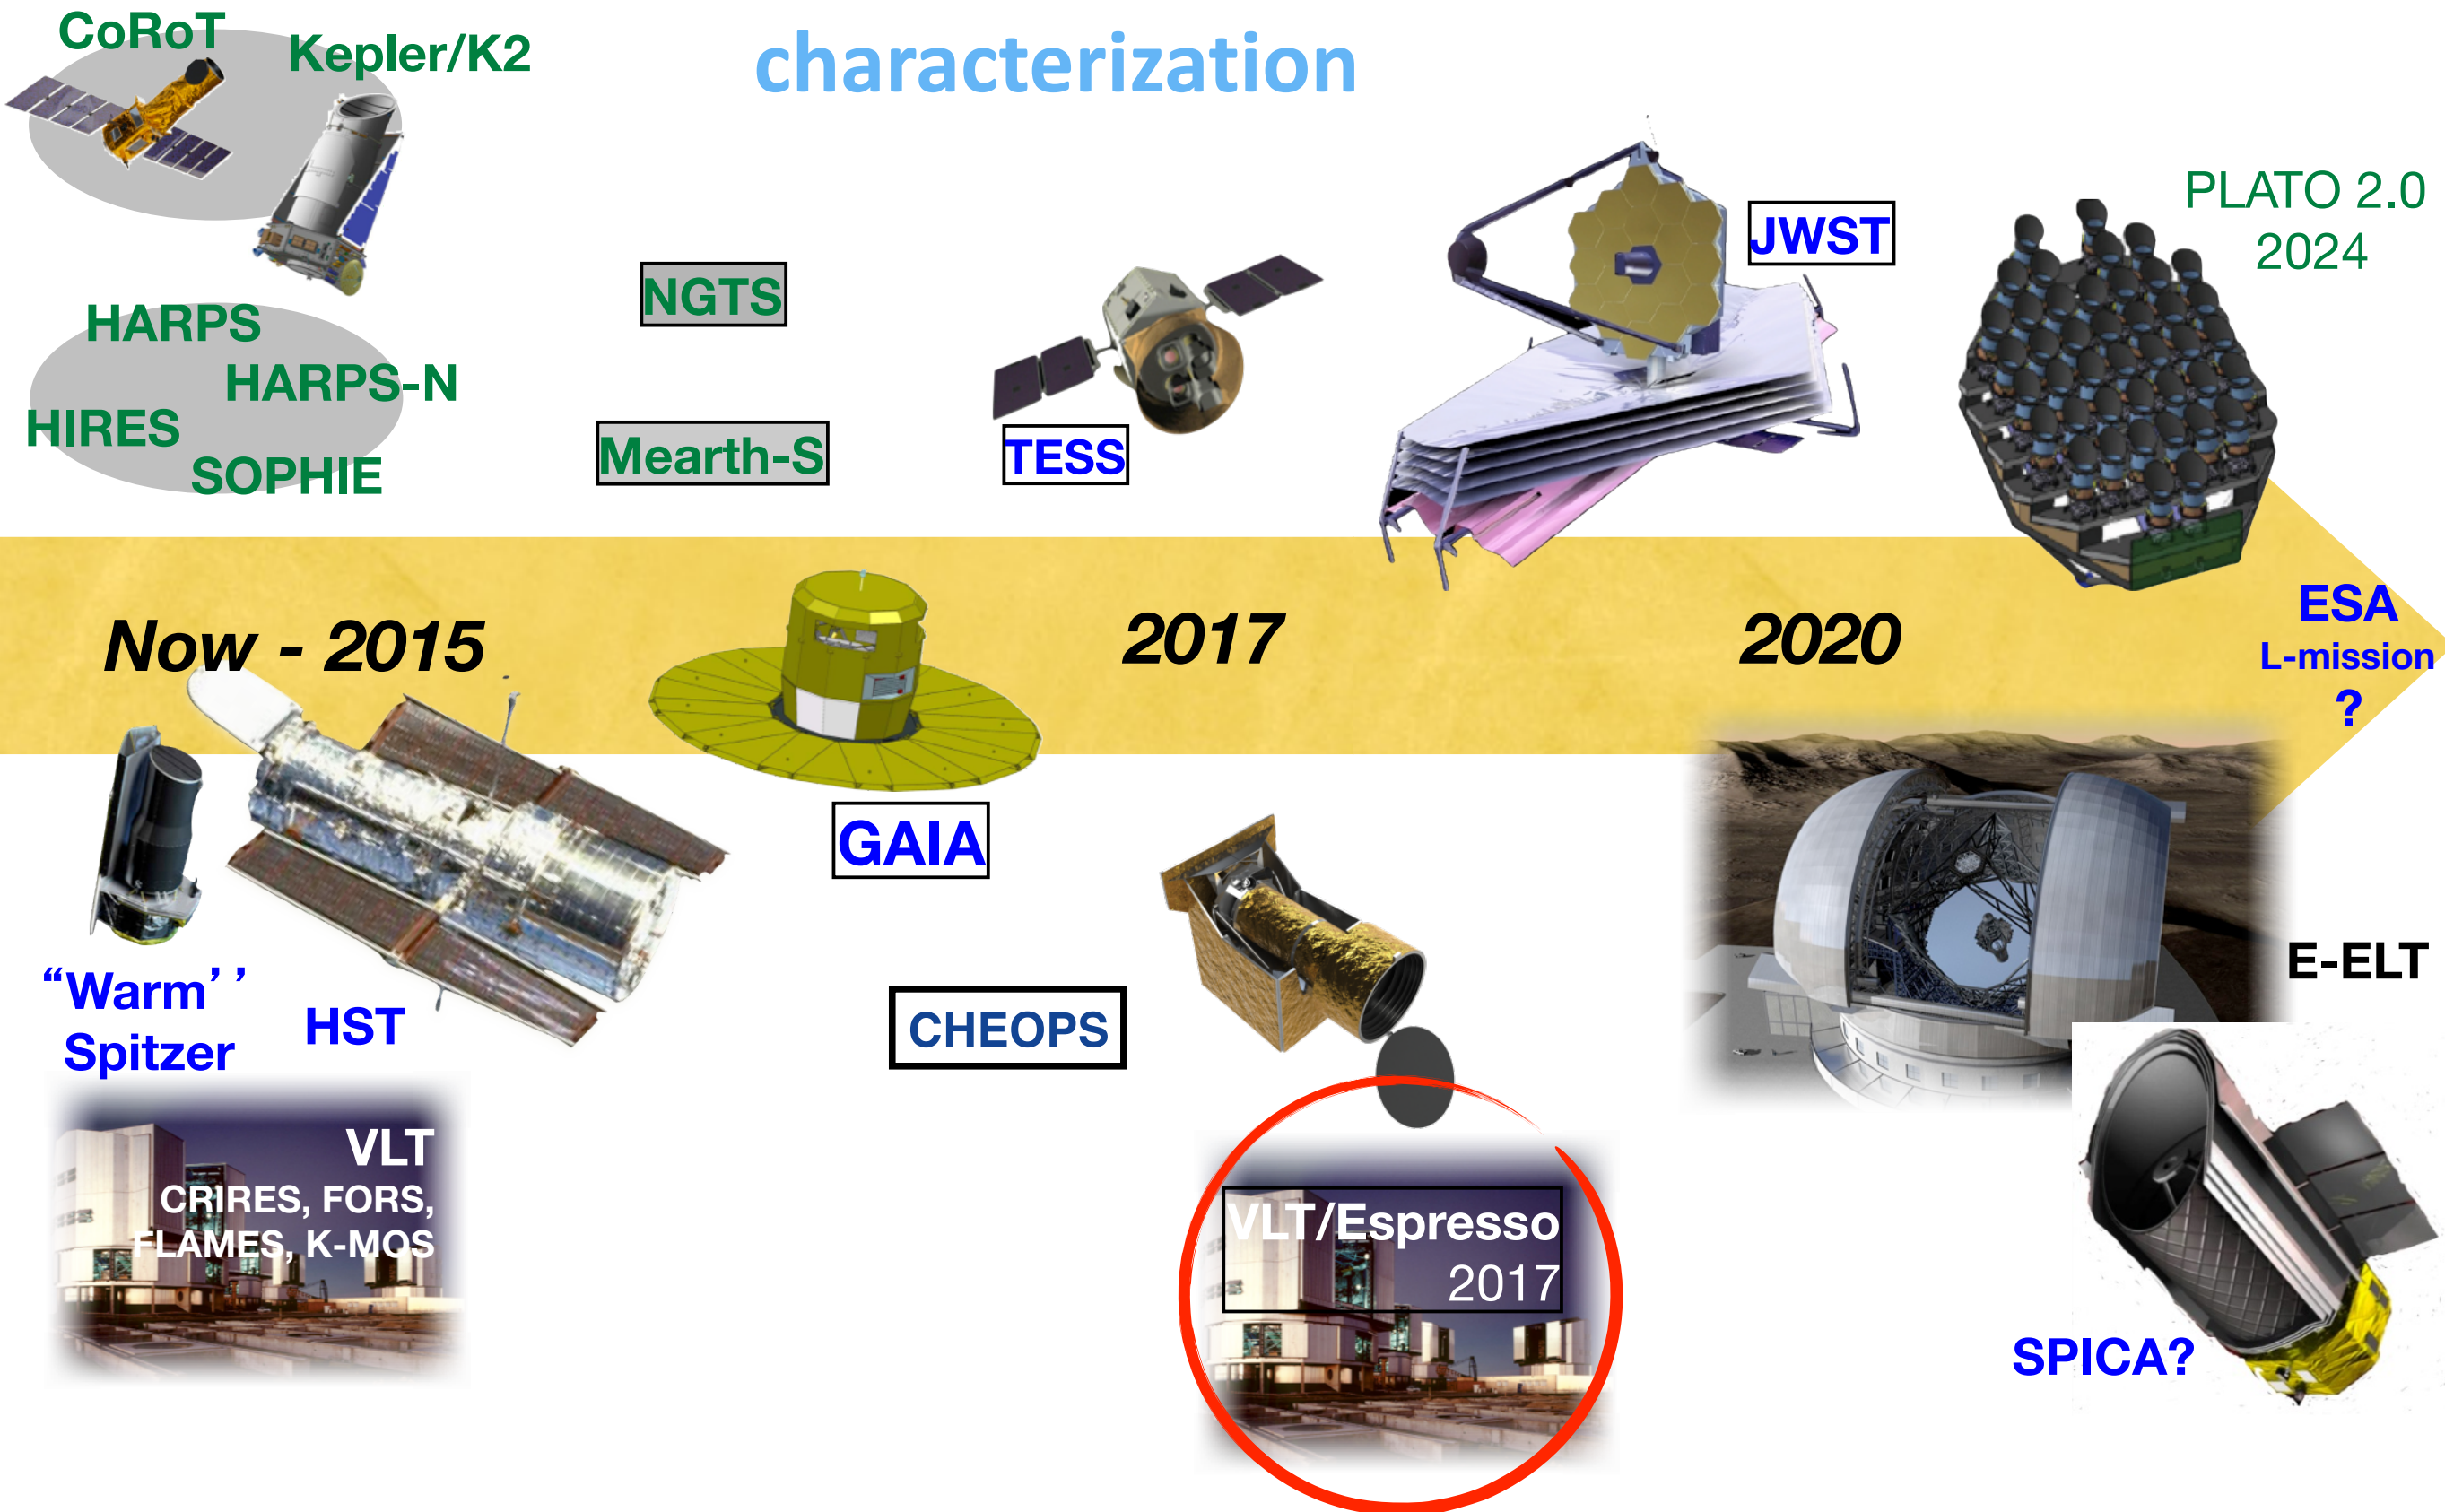 characterization
CoRoT
Kepler/K2
HARPS
HARPS-N
HIRES
SOPHIE
NGTS
Mearth-S
TESS
JWST
PLATO 2.0
2024
Now - 2015
2017
2020
ESA
L-mission
?
“Warm’’
Spitzer
HST
GAIA
CHEOPS
E-ELT
VLT
CRIRES, FORS,
FLAMES, K-MOS
VLT/Espresso
2017
SPICA?